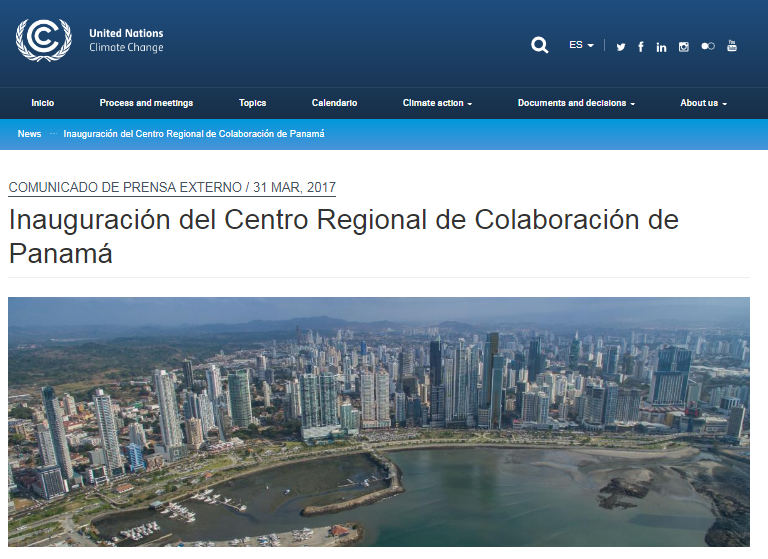 United Nations
Climate Change
ES
Inicio
Process and meetings
Topics
Calendario
Climate action
Documents and decisions
About us
News
Inauguración del Centro Regional de Colaboración de Panamá
COMUNICADO DE PRENSA EXTERNO / 31 MAR, 2017
Inauguración del Centro Regional de Colaboración de
Panamá